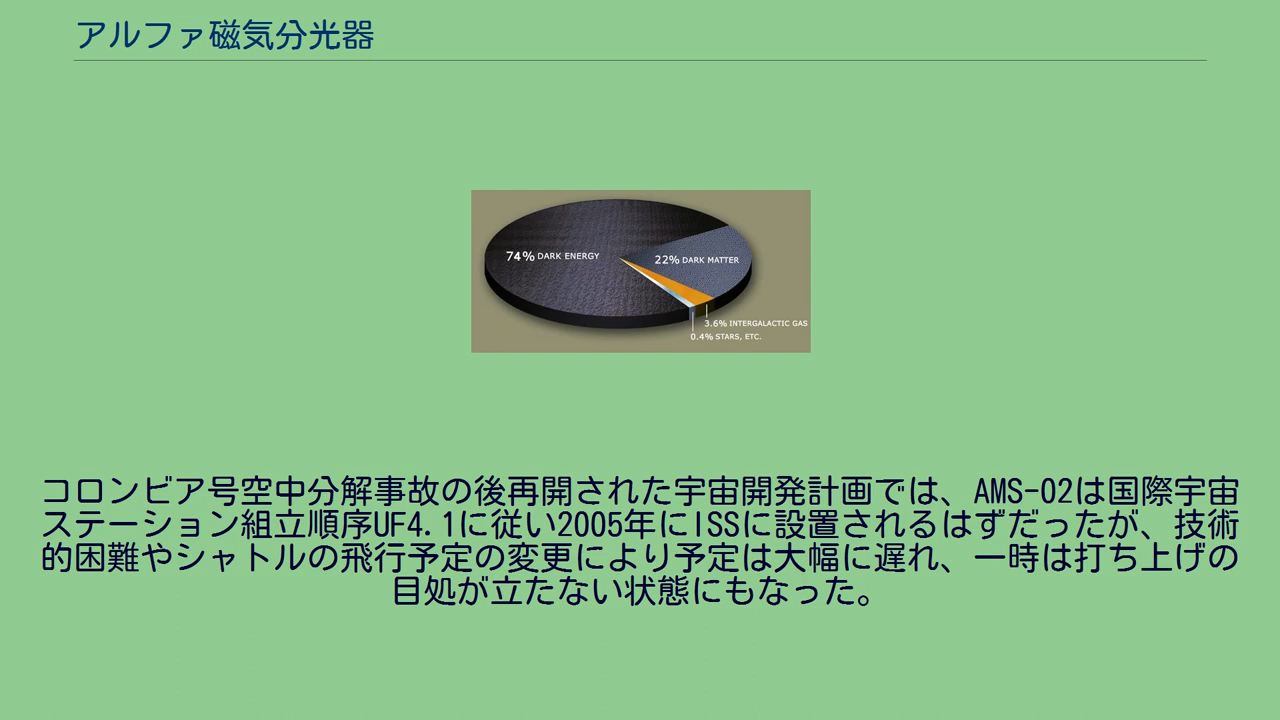 アルファ磁気分光器
74% DARK ENERGY
22% DARK MATTER
3.6% INTERGALACTIC GAS
0.4% STARS, ETC.
コロンビア号空中分解事故の後再開された宇宙開発計画では、AMS-02は国際宇宙
ステーション組立順序UF4.1に従い2005年にISSに設置されるはずだったが、技術
的困難やシャトルの飛行予定の変更により予定は大幅に遅れ、一時は打ち上げの
目処が立たない状態にもなった。